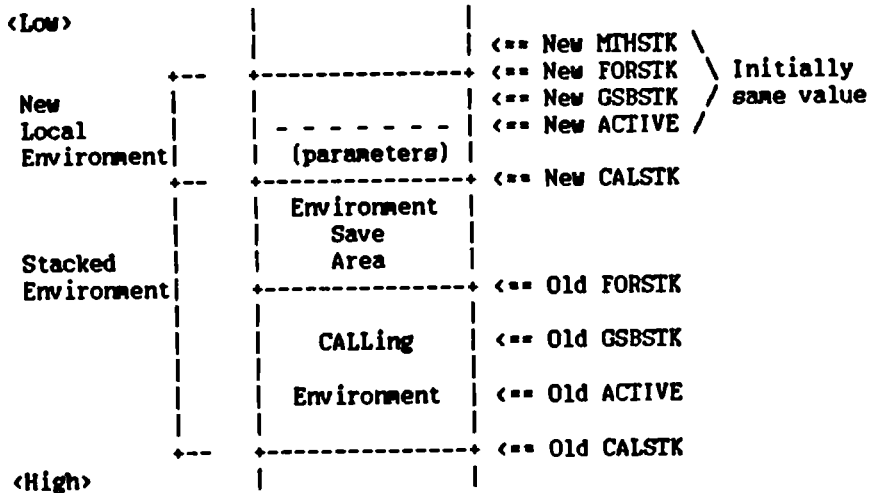 <Low>
<== New MTHSTK \
<== New FORSTK \ Initially
New <== New GSBSTK / same value
Local - - - - - - - <== New ACTIVE /
Environment (parameters)
<== New CALSTK
Environment
Save
Stacked Area
Environment <== Old FORSTK
CALLing <== Old GSBSTK
Environment <== Old ACTIVE
<== Old CALSTK
<High>